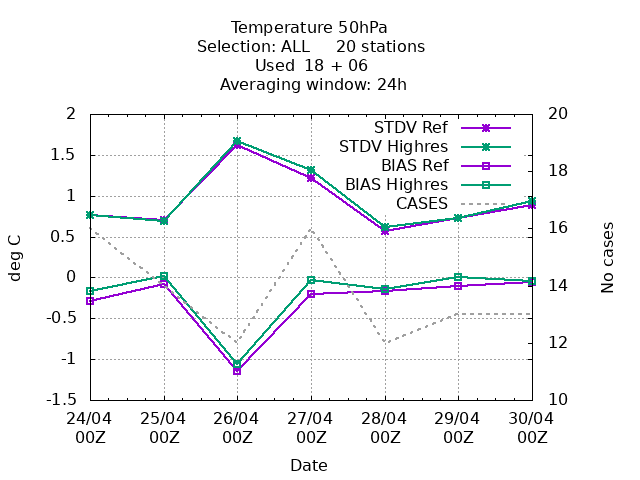 Temperature 50hPa
Selection: ALL     20 stations
Used  18 + 06
Averaging window: 24h
STDV Ref
STDV Highres
BIAS Ref
BIAS Highres
CASES
2
1.5
1
0.5
0
-0.5
-1
-1.5
deg C
20
18
16
14
12
10
No cases
24/04 25/04 26/04 27/04 28/04 29/04 30/04
00Z 00Z 00Z 00Z 00Z 00Z 00Z
Date